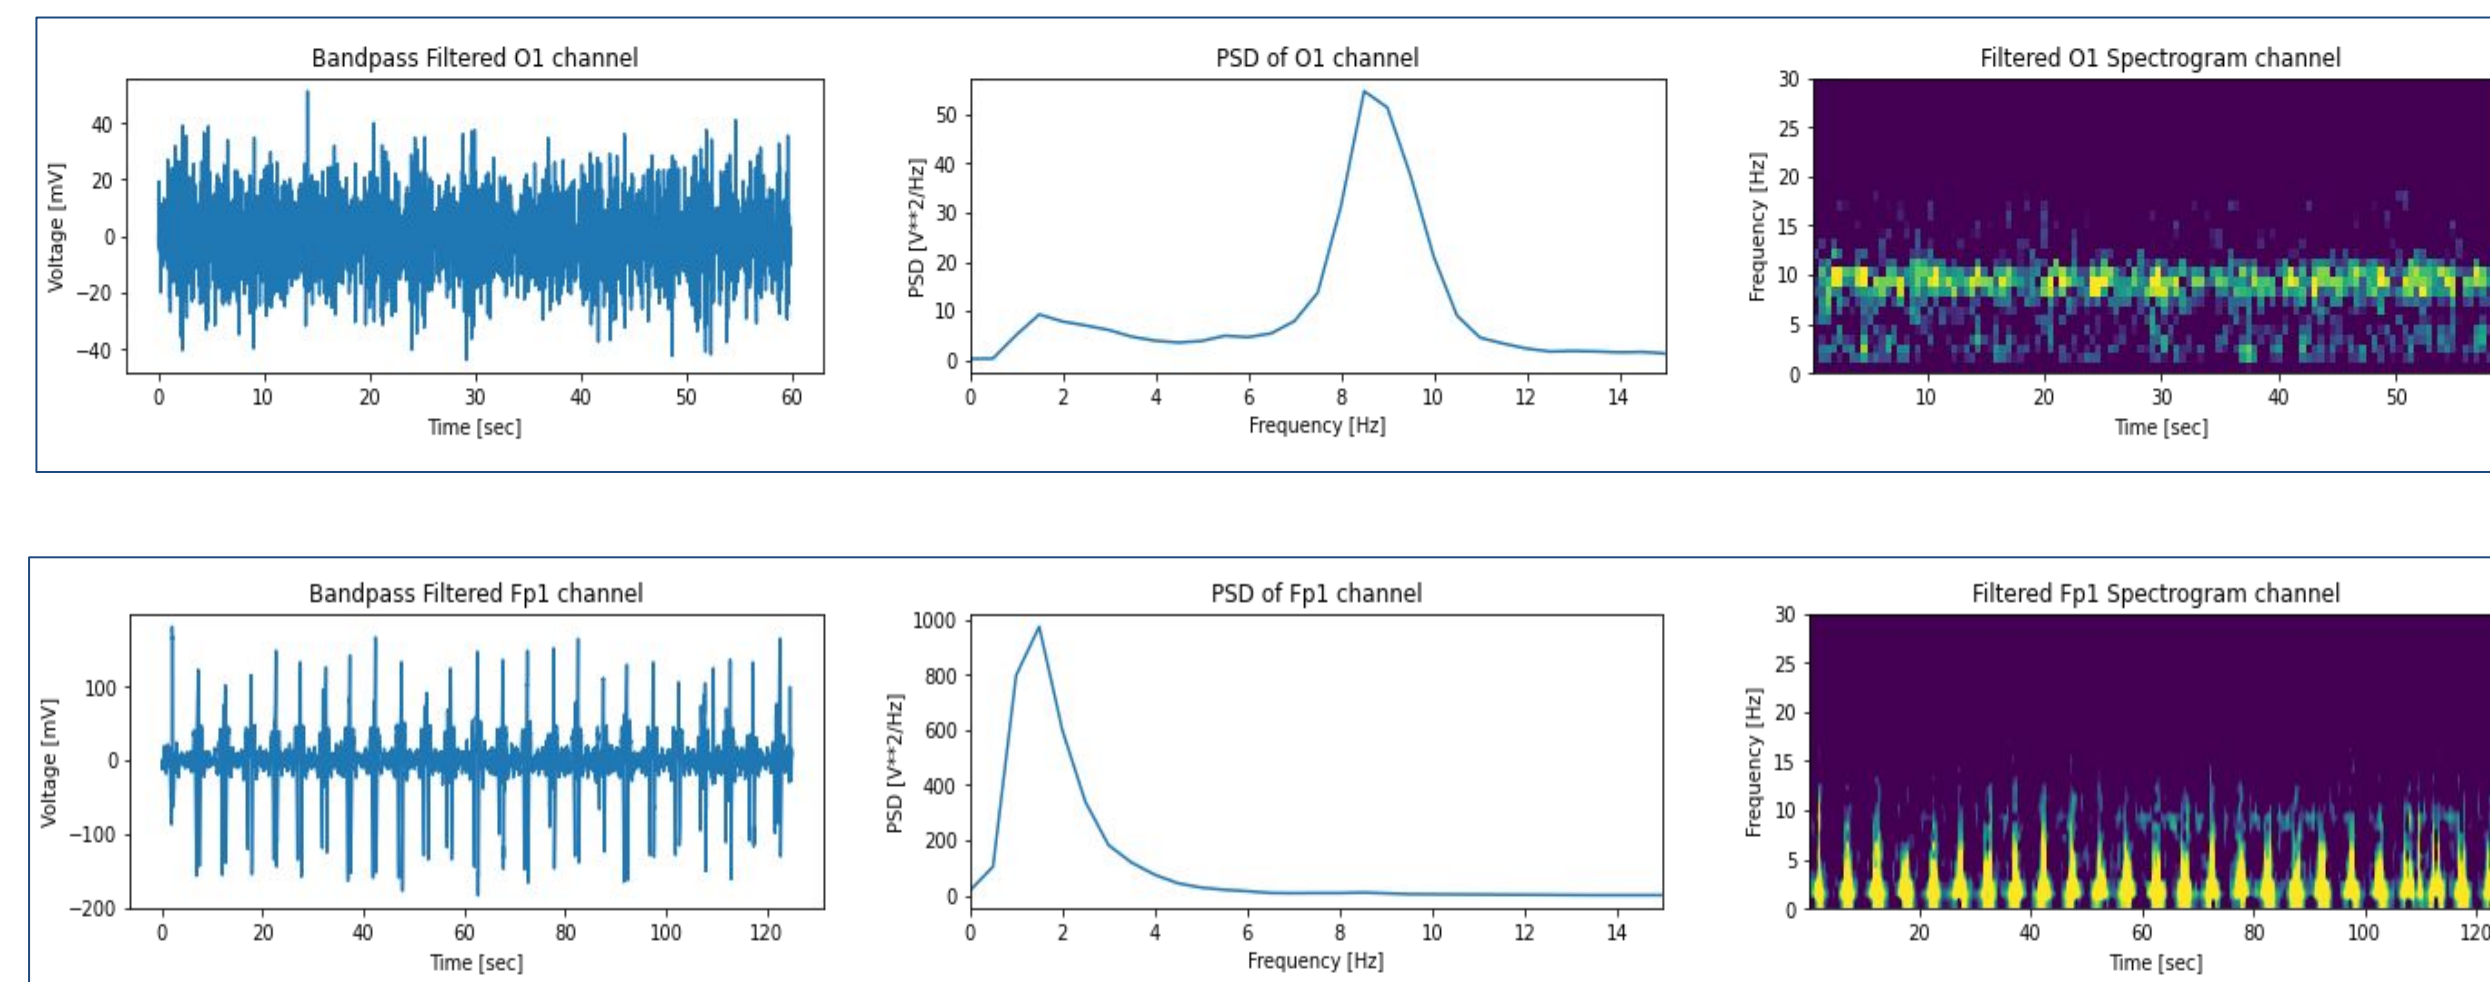 Bandpass Filtered O1 channel
Voltage [mV]
40
20
0
−20
−40
0 10 20 30 40 50 60
Time [sec]
PSD of O1 channel
PSD [V**2/Hz]
50
40
30
20
10
0
0 2 4 6 8 10 12 14
Frequency [Hz]
Filtered O1 Spectrogram channel
Frequency [Hz]
30
25
20
15
10
5
0
10 20 30 40 50
Time [sec]
Bandpass Filtered Fp1 channel
Voltage [mV]
100
0
−100
−200
0 20 40 60 80 100 120
Time [sec]
PSD of Fp1 channel
PSD [V**2/Hz]
1000
800
600
400
200
0
0 2 4 6 8 10 12 14
Frequency [Hz]
Filtered Fp1 Spectrogram channel
Frequency [Hz]
30
25
20
15
10
5
0
20 40 60 80 100 120
Time [sec]